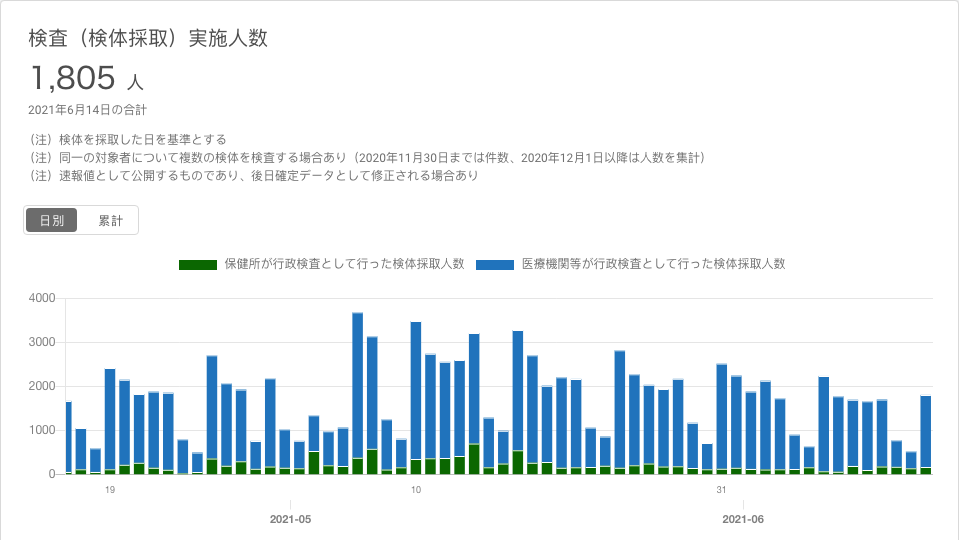 検査（検体採取）実施人数
1,805 人
2021年6月14日の合計
（注）検体を採取した日を基準とする
（注）同一の対象者について複数の検体を検査する場合あり（2020年11月30日までは件数、2020年12月1日以降は人数を集計）
（注）速報値として公開するものであり、後日確定データとして修正される場合あり
日別 累計
保健所が行政検査として行った検体採取人数 医療機関等が行政検査として行った検体採取人数
4000
3000
2000
1000
0
19 10 31
2021-05 2021-06